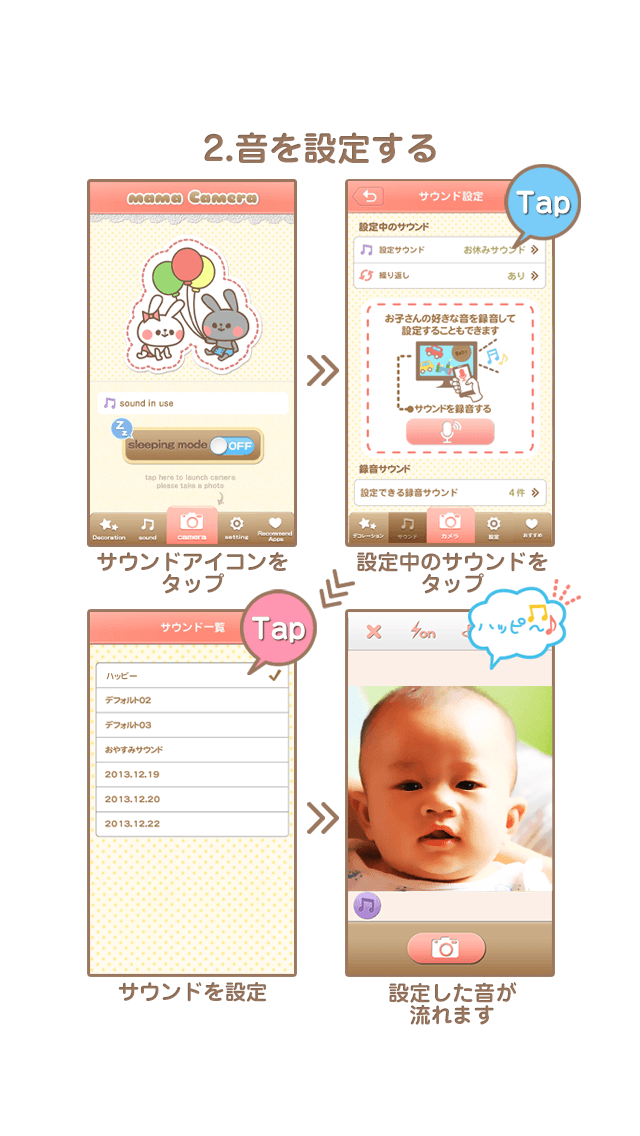 2.音を設定する
mama Camera
sound in use
Z z
sleeping mode OFF
tap here to launch camera
please take a photo
Decoration
sound
camera
setting
Recommend
Apps
サウンドアイコンを
タップ
サウンド設定
Tap
設定中のサウンド
設定サウンド お休みサウンド
繰り返し あり
お子さんの好きな音を録音して
設定することもできます
Baby
サウンドを録音する
録音サウンド
設定できる録音サウンド 4件
デコレーション
サウンド
カメラ
設定
おすすめ
設定中のサウンドを
タップ
サウンド一覧
Tap
ハッピー
デフォルト02
デフォルト03
おやすみサウンド
2013.12.19
2013.12.20
2013.12.22
サウンドを設定
on
ハッピ〜
設定した音が
流れます